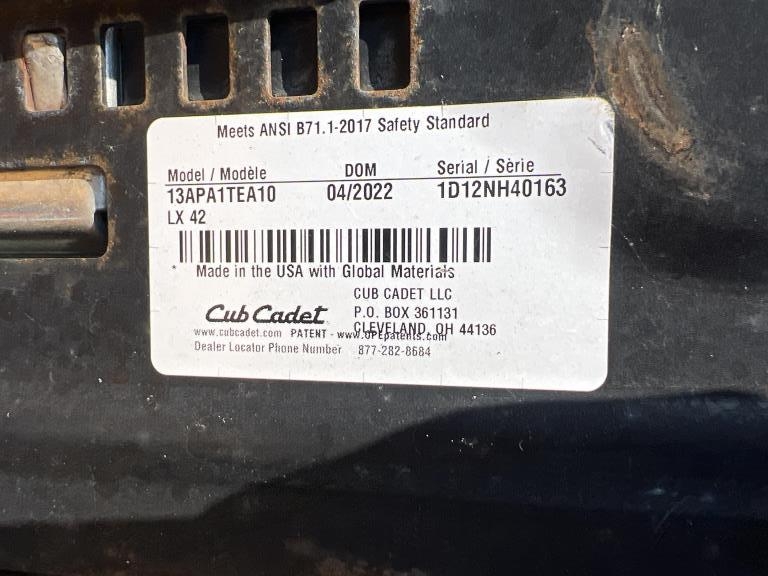 Meets ANSI B71.1-2017 Safety Standard
Model / Modèle DOM Serial / Sèrie
13APA1TEA10 04/2022 1D12NH40163
LX 42
* Made in the USA with Global Materials
CUB CADET LLC
Cub Cadet P.O. BOX 361131
CLEVELAND, OH 44136
www.cubcadet.com PATENT - www.OPEpatents.com
Dealer Locator Phone Number 877-282-8684